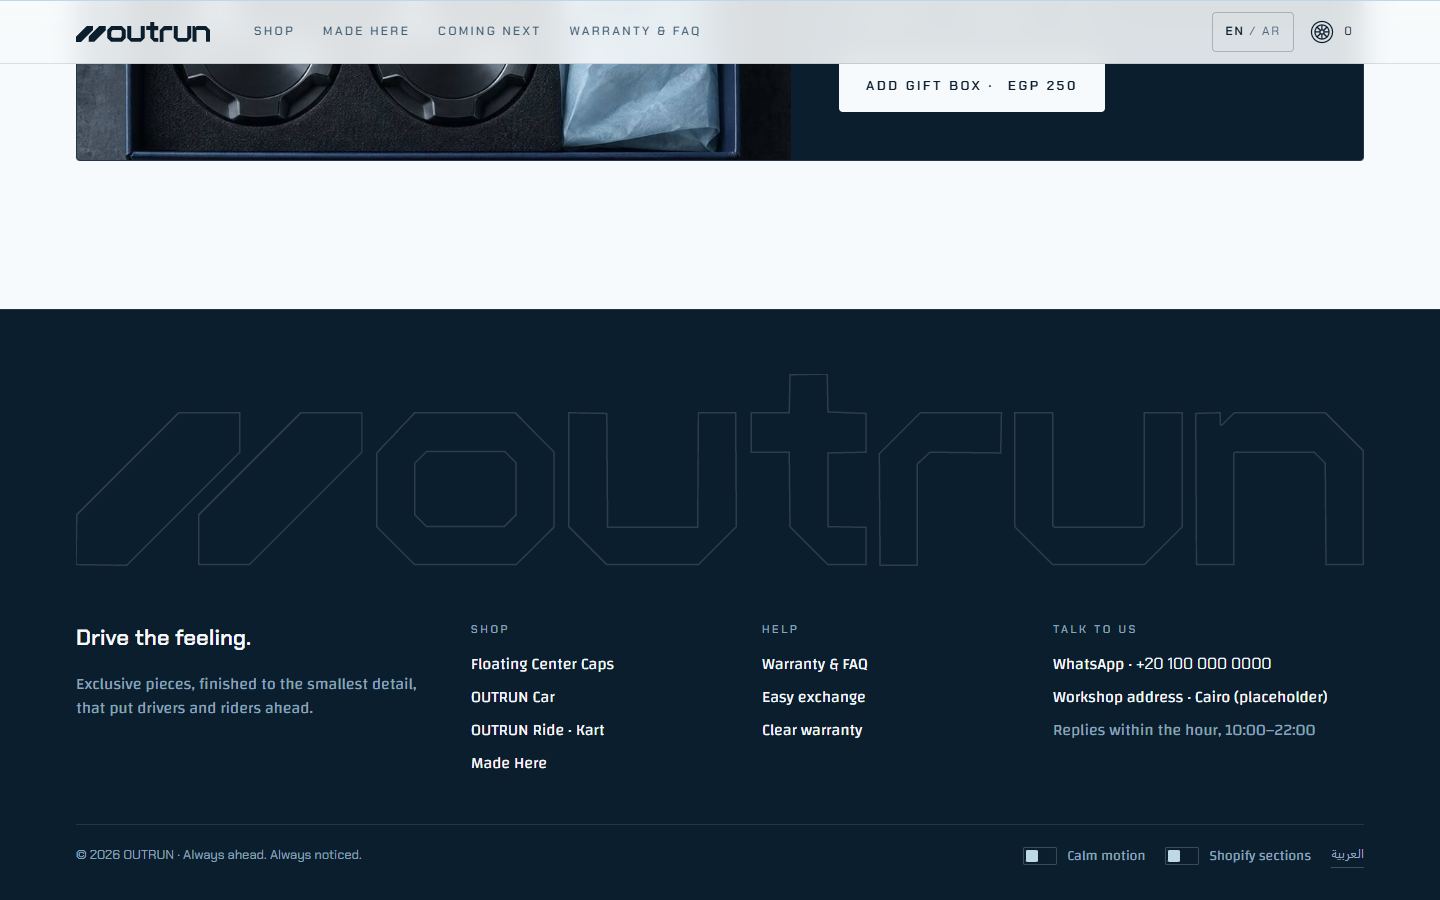 outrun
SHOP
MADE HERE
COMING NEXT
WARRANTY & FAQ
EN / AR
0
ADD GIFT BOX · EGP 250
outrun
Drive the feeling.
Exclusive pieces, finished to the smallest detail,
that put drivers and riders ahead.
SHOP
Floating Center Caps
OUTRUN Car
OUTRUN Ride · Kart
Made Here
HELP
Warranty & FAQ
Easy exchange
Clear warranty
TALK TO US
WhatsApp · +20 100 000 0000
Workshop address · Cairo (placeholder)
Replies within the hour, 10:00–22:00
© 2026 OUTRUN · Always ahead. Always noticed.
Calm motion
Shopify sections
العربية